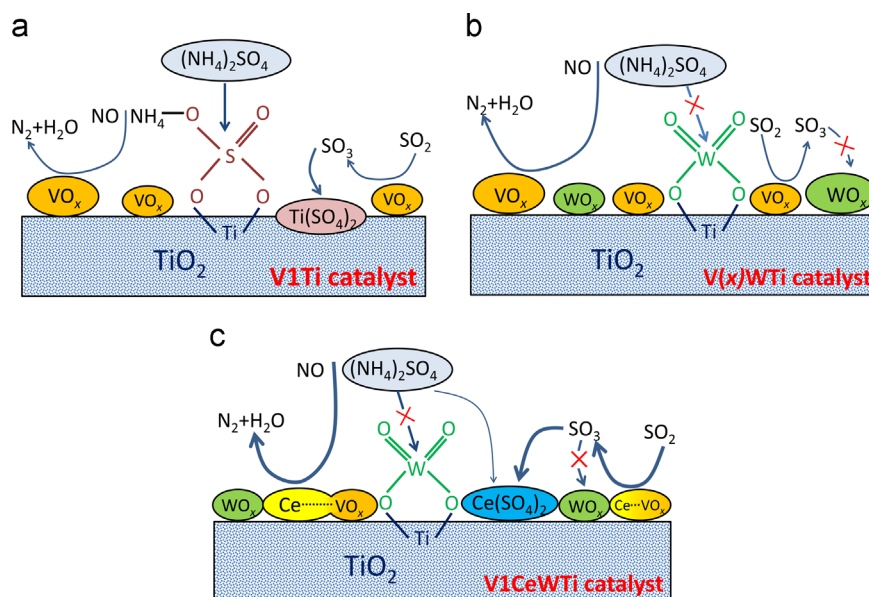 a
(NH₄)₂SO₄
N₂+H₂O NO NH₄ O O
S
SO₃ SO₂
VOₓ VOₓ O O Ti(SO₄)₂ VOₓ
Ti
TiO₂
V1Ti catalyst
b
NO (NH₄)₂SO₄
N₂+H₂O
O O SO₂ SO₃
W
VOₓ WOₓ VOₓ O O VOₓ WOₓ
Ti
TiO₂
V(x)WTi catalyst
c
NO (NH₄)₂SO₄
N₂+H₂O O O SO₃ SO₂
W
WOₓ Ce VOₓ O O Ce(SO₄)₂ WOₓ Ce VOₓ
Ti
TiO₂
V1CeWTi catalyst